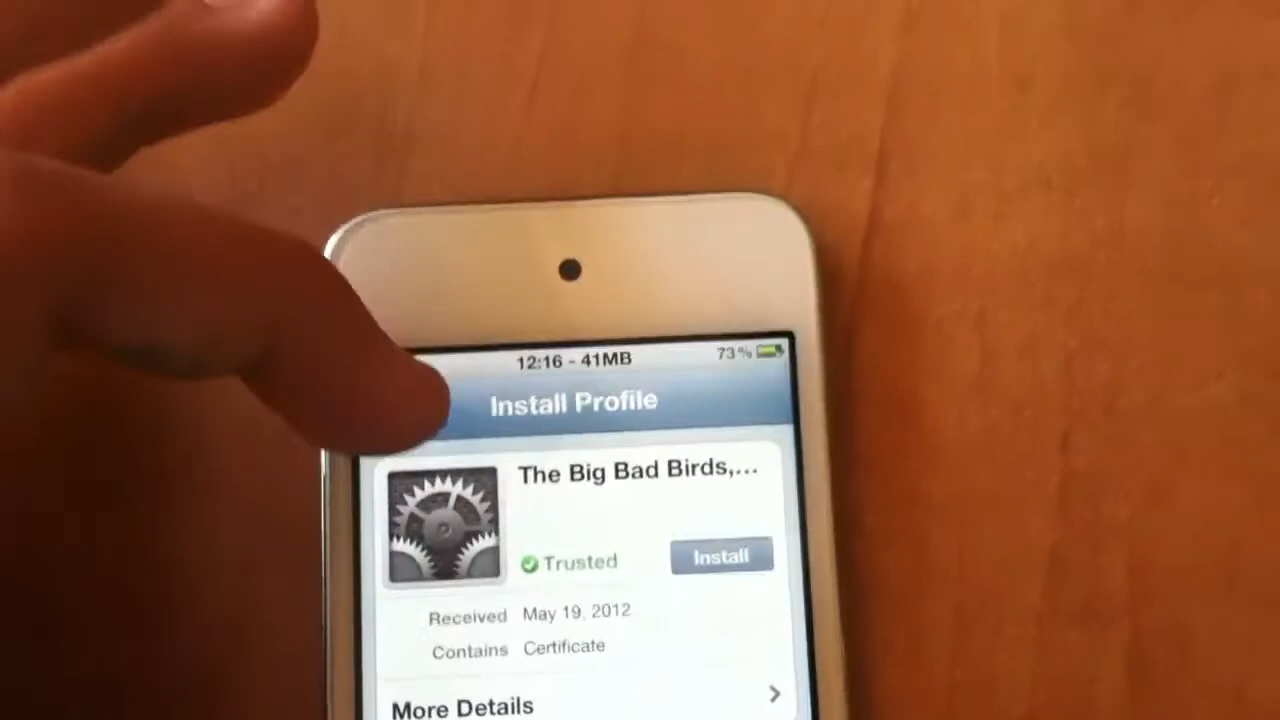 12:16 - 41MB
73%
Install Profile
The Big Bad Birds,...
Trusted
Install
Received May 19, 2012
Contains Certificate
More Details